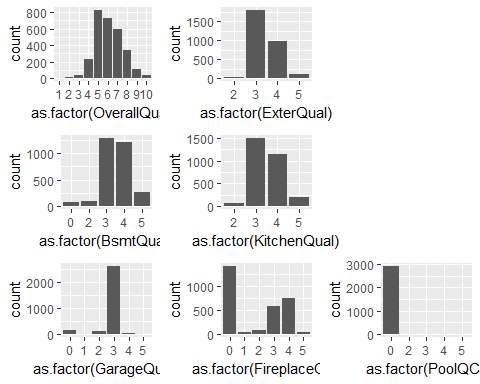 800
600
400
200
0
count
1 2 3 4 5 6 7 8 9 10
as.factor(OverallQua
1500
1000
500
0
count
2 3 4 5
as.factor(ExterQual)
1000
500
0
count
0 1 2 3 4 5
as.factor(BsmtQua
1500
1000
500
0
count
2 3 4 5
as.factor(KitchenQual)
2000
1000
0
count
0 1 2 3 4 5
as.factor(GarageQu
1000
500
0
count
0 1 2 3 4 5
as.factor(FireplaceQ
3000
2000
1000
0
count
0 2 4 5
as.factor(PoolQC